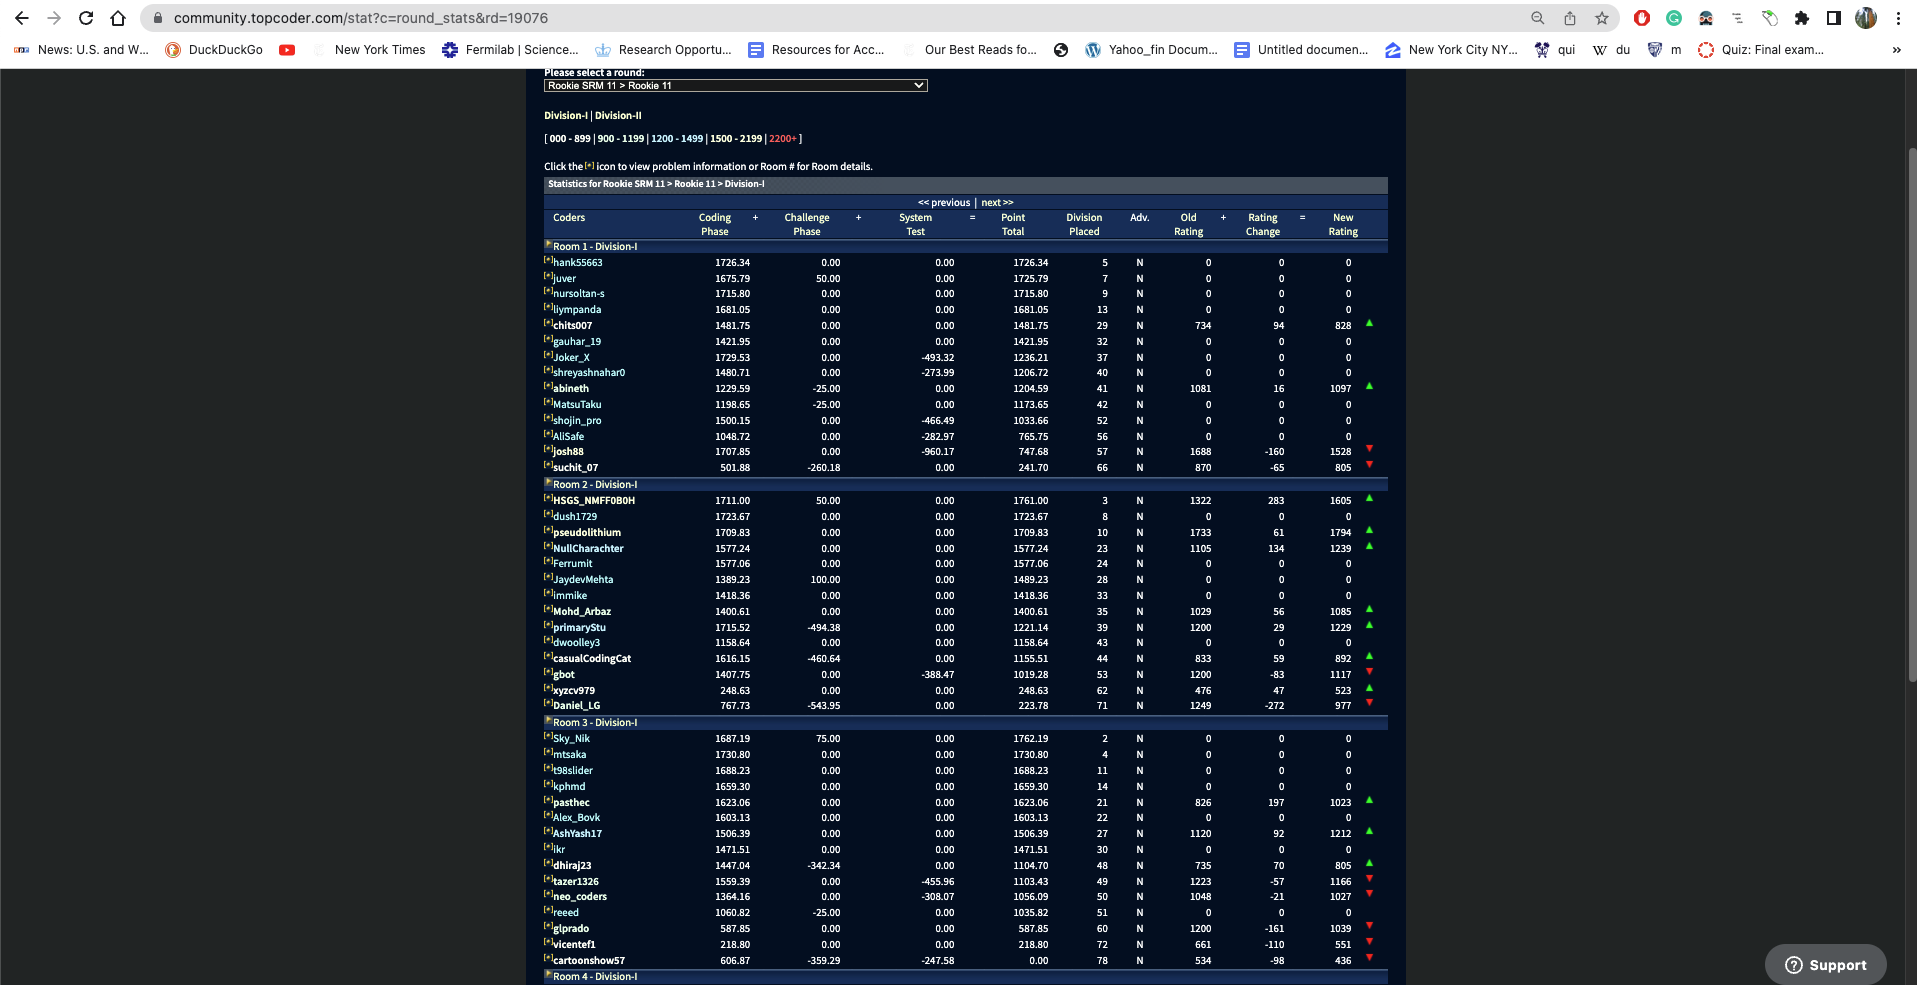 community.topcoder.com/stat?c=round_stats&rd=19076
News: U.S. and W... DuckDuckGo New York Times Fermilab | Science... Research Opportu... Resources for Acc... Our Best Reads fo... Yahoo_fin Docum... Untitled documen... New York City NY... qui du m Quiz: Final exam... »
Please select a round:
Rookie SRM 11 > Rookie 11
Division-I | Division-II
[ 000 - 899 | 900 - 1199 | 1200 - 1499 | 1500 - 2199 | 2200+ ]
Click the [*] icon to view problem information or Room # for Room details.
Statistics for Rookie SRM 11 > Rookie 11 > Division-I
<< previous | next >>
Coders Coding + Challenge + System = Point Division Adv. Old + Rating = New
Phase Phase Test Total Placed Rating Change Rating
Room 1 - Division-I
[*]hank55663 1726.34 0.00 0.00 1726.34 5 N 0 0 0
[*]juver 1675.79 50.00 0.00 1725.79 7 N 0 0 0
[*]nursoltan-s 1715.80 0.00 0.00 1715.80 9 N 0 0 0
[*]liympanda 1681.05 0.00 0.00 1681.05 13 N 0 0 0
[*]chits007 1481.75 0.00 0.00 1481.75 29 N 734 94 828
[*]gauhar_19 1421.95 0.00 0.00 1421.95 32 N 0 0 0
[*]Joker_X 1729.53 0.00 -493.32 1236.21 37 N 0 0 0
[*]shreyashnahar0 1480.71 0.00 -273.99 1206.72 40 N 0 0 0
[*]abineth 1229.59 -25.00 0.00 1204.59 41 N 1081 16 1097
[*]MatsuTaku 1198.65 -25.00 0.00 1173.65 42 N 0 0 0
[*]shojin_pro 1500.15 0.00 -466.49 1033.66 52 N 0 0 0
[*]AliSafe 1048.72 0.00 -282.97 765.75 56 N 0 0 0
[*]josh88 1707.85 0.00 -960.17 747.68 57 N 1688 -160 1528
[*]suchit_07 501.88 -260.18 0.00 241.70 66 N 870 -65 805
Room 2 - Division-I
[*]HSGS_NMFF0B0H 1711.00 50.00 0.00 1761.00 3 N 1322 283 1605
[*]dush1729 1723.67 0.00 0.00 1723.67 8 N 0 0 0
[*]pseudolithium 1709.83 0.00 0.00 1709.83 10 N 1733 61 1794
[*]NullCharachter 1577.24 0.00 0.00 1577.24 23 N 1105 134 1239
[*]Ferrumit 1577.06 0.00 0.00 1577.06 24 N 0 0 0
[*]JaydevMehta 1389.23 100.00 0.00 1489.23 28 N 0 0 0
[*]immike 1418.36 0.00 0.00 1418.36 33 N 0 0 0
[*]Mohd_Arbaz 1400.61 0.00 0.00 1400.61 35 N 1029 56 1085
[*]primaryStu 1715.52 -494.38 0.00 1221.14 39 N 1200 29 1229
[*]dwoolley3 1158.64 0.00 0.00 1158.64 43 N 0 0 0
[*]casualCodingCat 1616.15 -460.64 0.00 1155.51 44 N 833 59 892
[*]gbot 1407.75 0.00 -388.47 1019.28 53 N 1200 -83 1117
[*]xyzcv979 248.63 0.00 0.00 248.63 62 N 476 47 523
[*]Daniel_LG 767.73 -543.95 0.00 223.78 71 N 1249 -272 977
Room 3 - Division-I
[*]Sky_Nik 1687.19 75.00 0.00 1762.19 2 N 0 0 0
[*]mtsaka 1730.80 0.00 0.00 1730.80 4 N 0 0 0
[*]t98slider 1688.23 0.00 0.00 1688.23 11 N 0 0 0
[*]kphmd 1659.30 0.00 0.00 1659.30 14 N 0 0 0
[*]pasthec 1623.06 0.00 0.00 1623.06 21 N 826 197 1023
[*]Alex_Bovk 1603.13 0.00 0.00 1603.13 22 N 0 0 0
[*]AshYash17 1506.39 0.00 0.00 1506.39 27 N 1120 92 1212
[*]ikr 1471.51 0.00 0.00 1471.51 30 N 0 0 0
[*]dhiraj23 1447.04 -342.34 0.00 1104.70 48 N 735 70 805
[*]tazer1326 1559.39 0.00 -455.96 1103.43 49 N 1223 -57 1166
[*]neo_coders 1364.16 0.00 -308.07 1056.09 50 N 1048 -21 1027
[*]reeed 1060.82 -25.00 0.00 1035.82 51 N 0 0 0
[*]glprado 587.85 0.00 0.00 587.85 60 N 1200 -161 1039
[*]vicentef1 218.80 0.00 0.00 218.80 72 N 661 -110 551
[*]cartoonshow57 606.87 -359.29 -247.58 0.00 78 N 534 -98 436
Room 4 - Division-I
Support